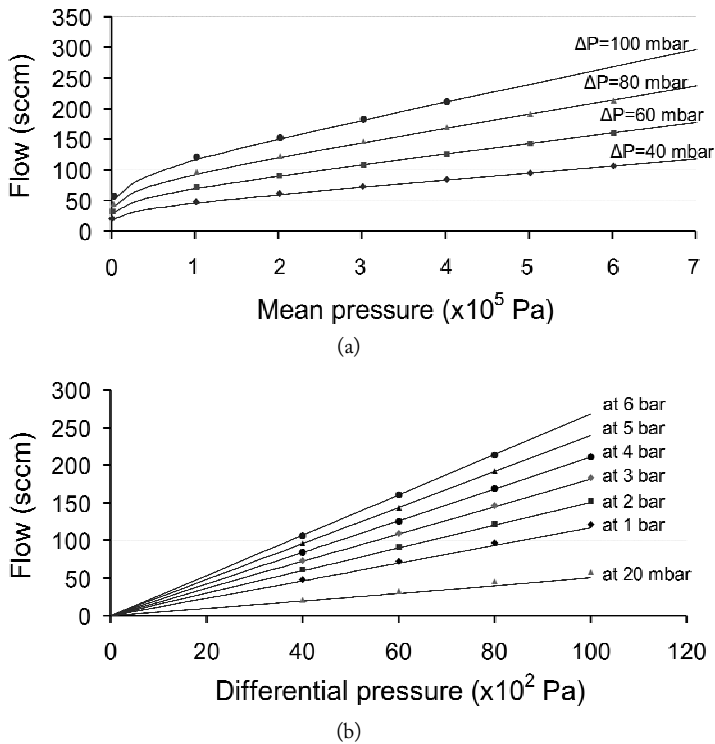 350
300
250
200
150
100
50
0
Flow (sccm)
ΔP=100 mbar
ΔP=80 mbar
ΔP=60 mbar
ΔP=40 mbar
0 1 2 3 4 5 6 7
Mean pressure (x10⁵ Pa)
(a)
300
250
200
150
100
50
0
Flow (sccm)
at 6 bar
at 5 bar
at 4 bar
at 3 bar
at 2 bar
at 1 bar
at 20 mbar
0 20 40 60 80 100 120
Differential pressure (x10² Pa)
(b)